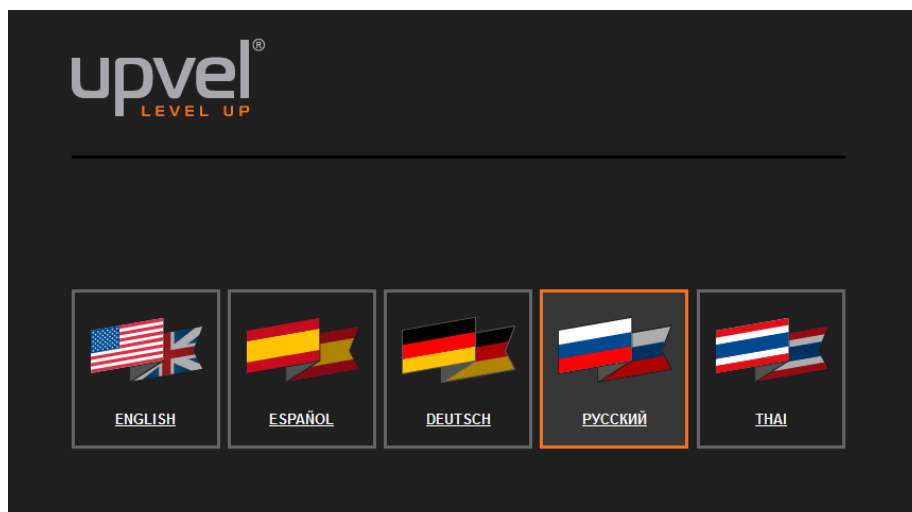 upvel®
LEVEL UP
ENGLISH
ESPAÑOL
DEUTSCH
РУССКИЙ
THAI